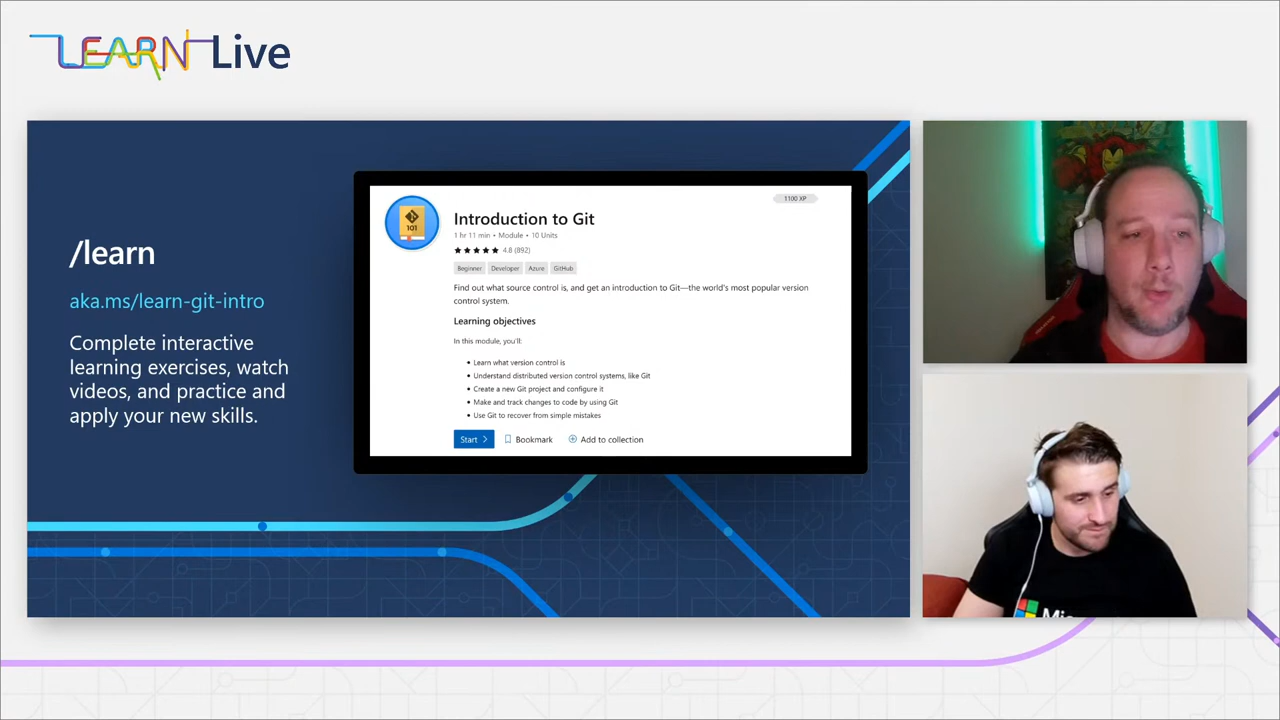 LEARN Live
/learn
aka.ms/learn-git-intro
Complete interactive
learning exercises, watch
videos, and practice and
apply your new skills.
101
1100 XP
Introduction to Git
1 hr 11 min • Module • 10 Units
★★★★★ 4.8 (892)
Beginner Developer Azure GitHub
Find out what source control is, and get an introduction to Git—the world's most popular version
control system.
Learning objectives
In this module, you'll:
• Learn what version control is
• Understand distributed version control systems, like Git
• Create a new Git project and configure it
• Make and track changes to code by using Git
• Use Git to recover from simple mistakes
Start > Bookmark Add to collection